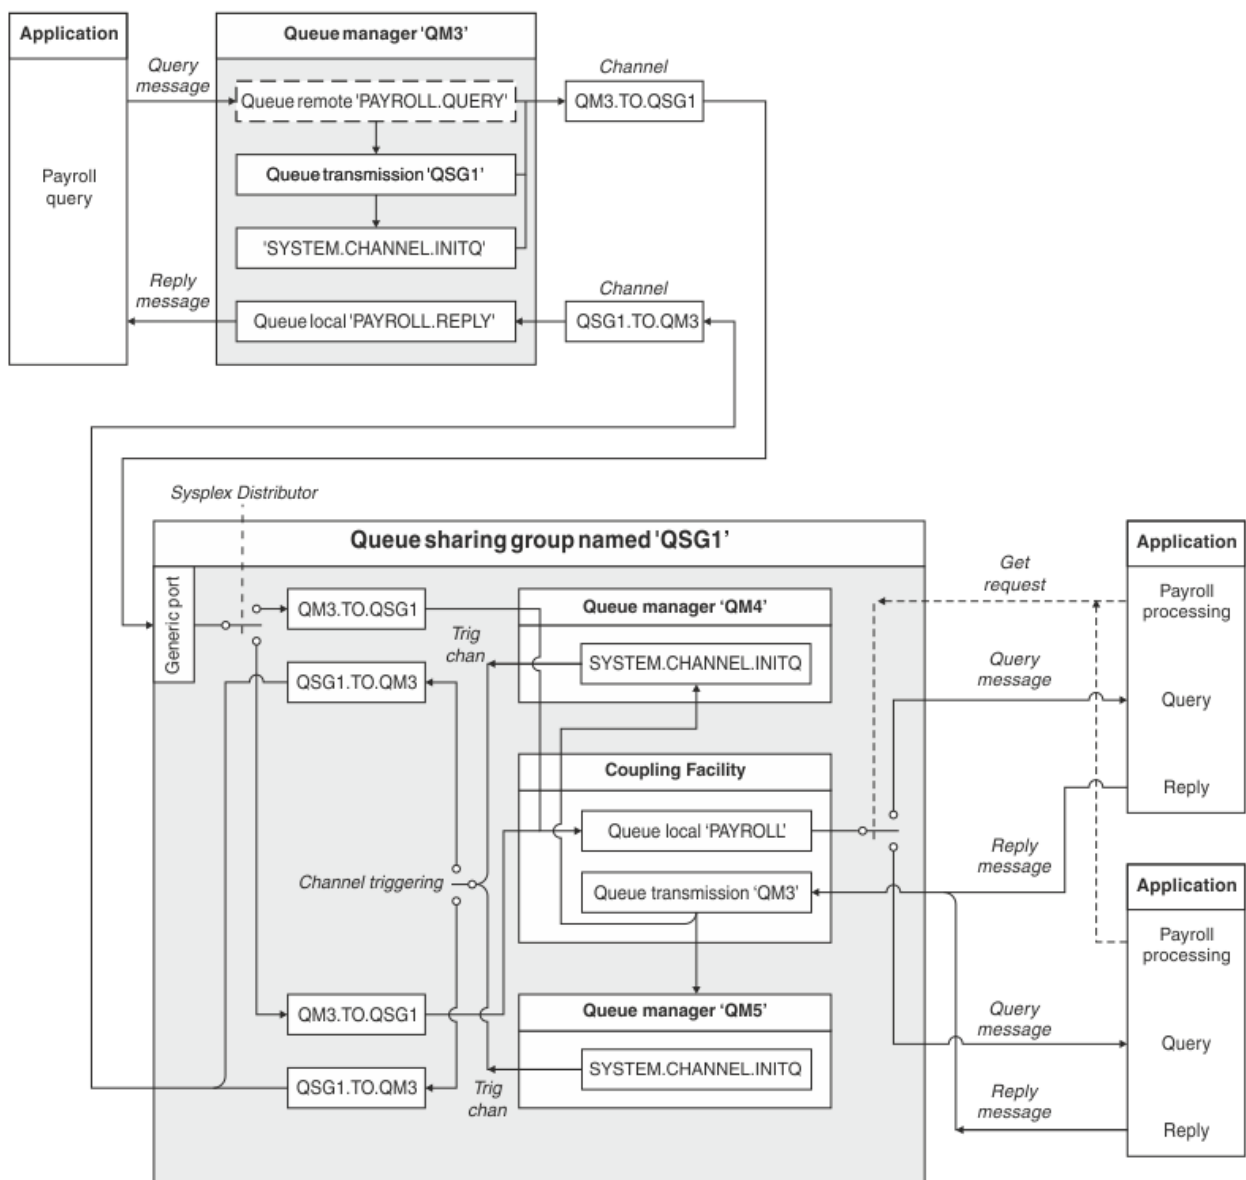 Application
Queue manager 'QM3'
Query
message
Channel
Queue remote 'PAYROLL.QUERY'
QM3.TO.QSG1
Payroll
query
Queue transmission 'QSG1'
'SYSTEM.CHANNEL.INITQ'
Reply
message
Channel
Queue local 'PAYROLL.REPLY'
QSG1.TO.QM3
Sysplex Distributor
Queue sharing group named 'QSG1'
Generic port
QM3.TO.QSG1
QSG1.TO.QM3
Trig
chan
Queue manager ‘QM4’
SYSTEM.CHANNEL.INITQ
Coupling Facility
Queue local ‘PAYROLL’
Queue transmission ‘QM3’
Channel triggering
QM3.TO.QSG1
QSG1.TO.QM3
Trig
chan
Queue manager ‘QM5’
SYSTEM.CHANNEL.INITQ
Get
request
Application
Payroll
processing
Query
message
Query
Reply
Reply
message
Application
Payroll
processing
Query
message
Query
Reply
message
Reply